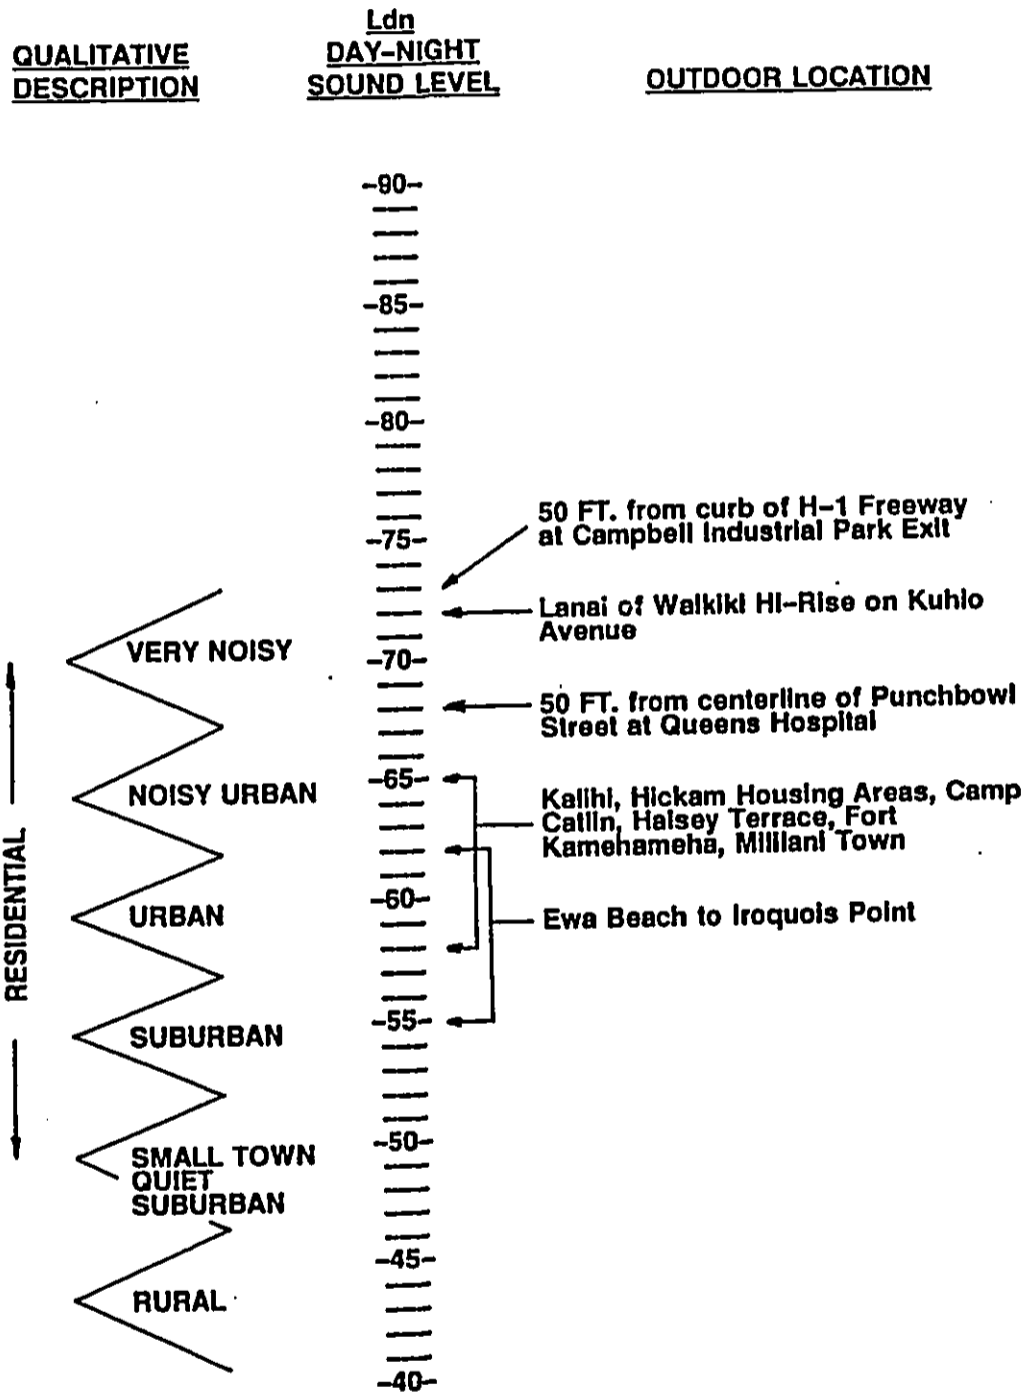 QUALITATIVE
DESCRIPTION
Ldn
DAY-NIGHT
SOUND LEVEL
OUTDOOR LOCATION
-90-
-85-
-80-
-75-
-70-
-65-
-60-
-55-
-50-
-45-
-40-
RESIDENTIAL
VERY NOISY
NOISY URBAN
URBAN
SUBURBAN
SMALL TOWN
QUIET
SUBURBAN
RURAL
50 FT. from curb of H-1 Freeway
at Campbell Industrial Park Exit
Lanai of Waikiki Hi-Rise on Kuhio
Avenue
50 FT. from centerline of Punchbowl
Street at Queens Hospital
Kalihi, Hickam Housing Areas, Camp
Catlin, Halsey Terrace, Fort
Kamehameha, Mililani Town
Ewa Beach to Iroquois Point